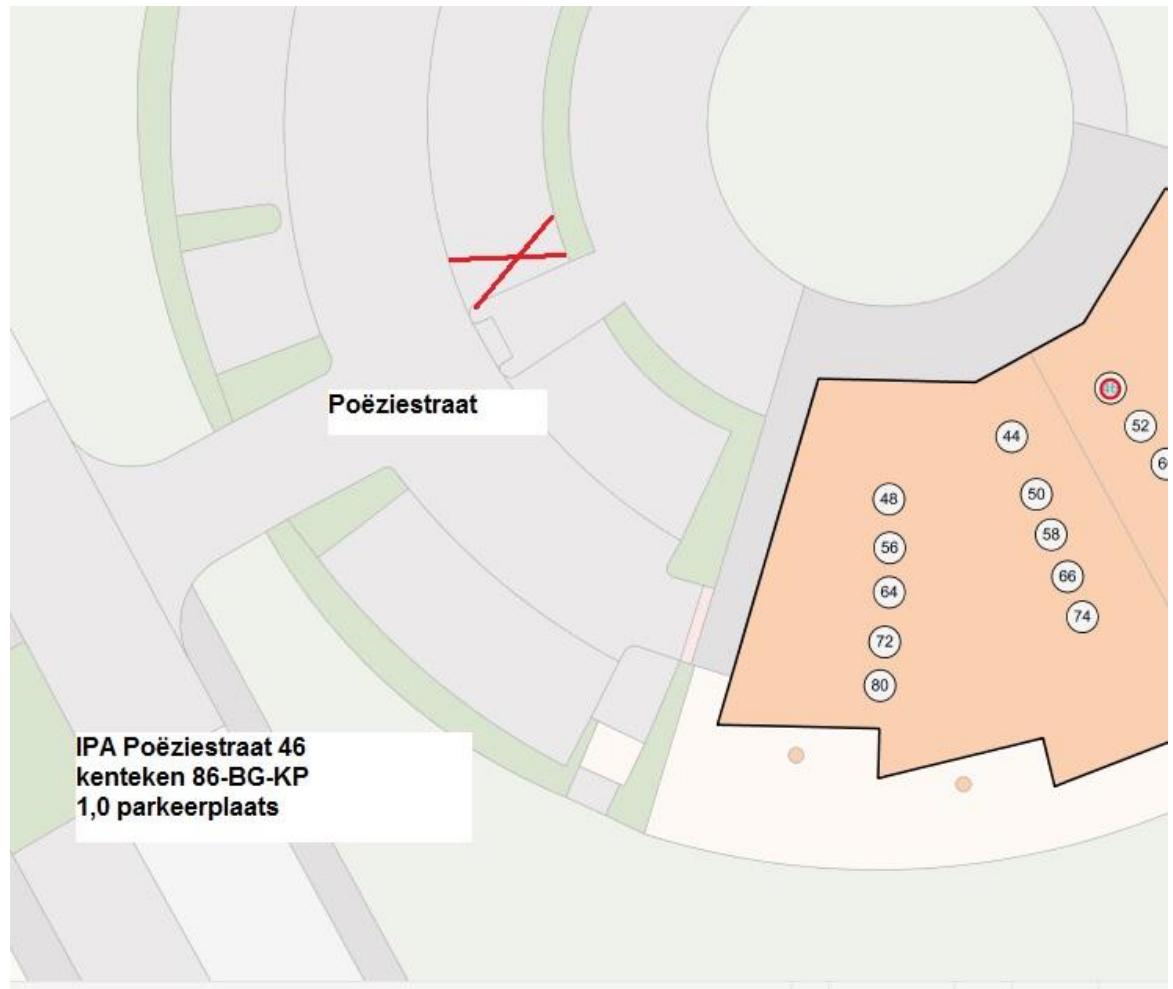 Poëziestraat
44
52
48
50
56
58
64
66
72
74
80
IPA Poëziestraat 46
kenteken 86-BG-KP
1,0 parkeerplaats